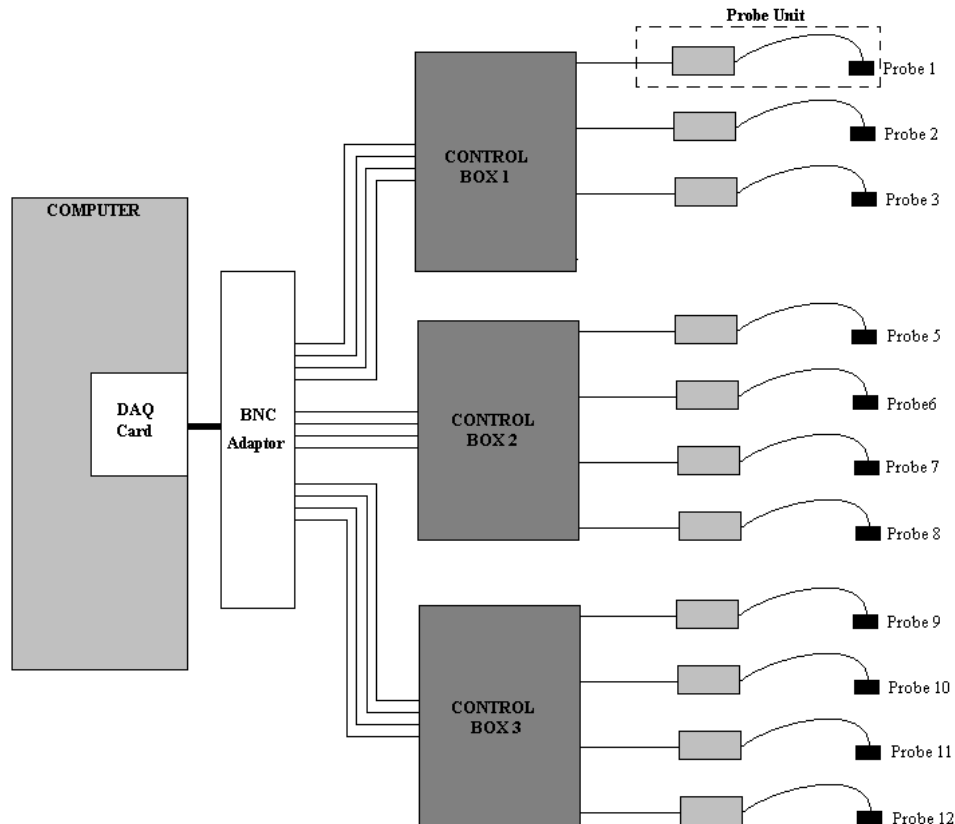 Probe Unit
Probe 1
Probe 2
Probe 3
CONTROL
BOX 1
COMPUTER
DAQ
Card
BNC
Adaptor
CONTROL
BOX 2
Probe 5
Probe6
Probe 7
Probe 8
CONTROL
BOX 3
Probe 9
Probe 10
Probe 11
Probe 12